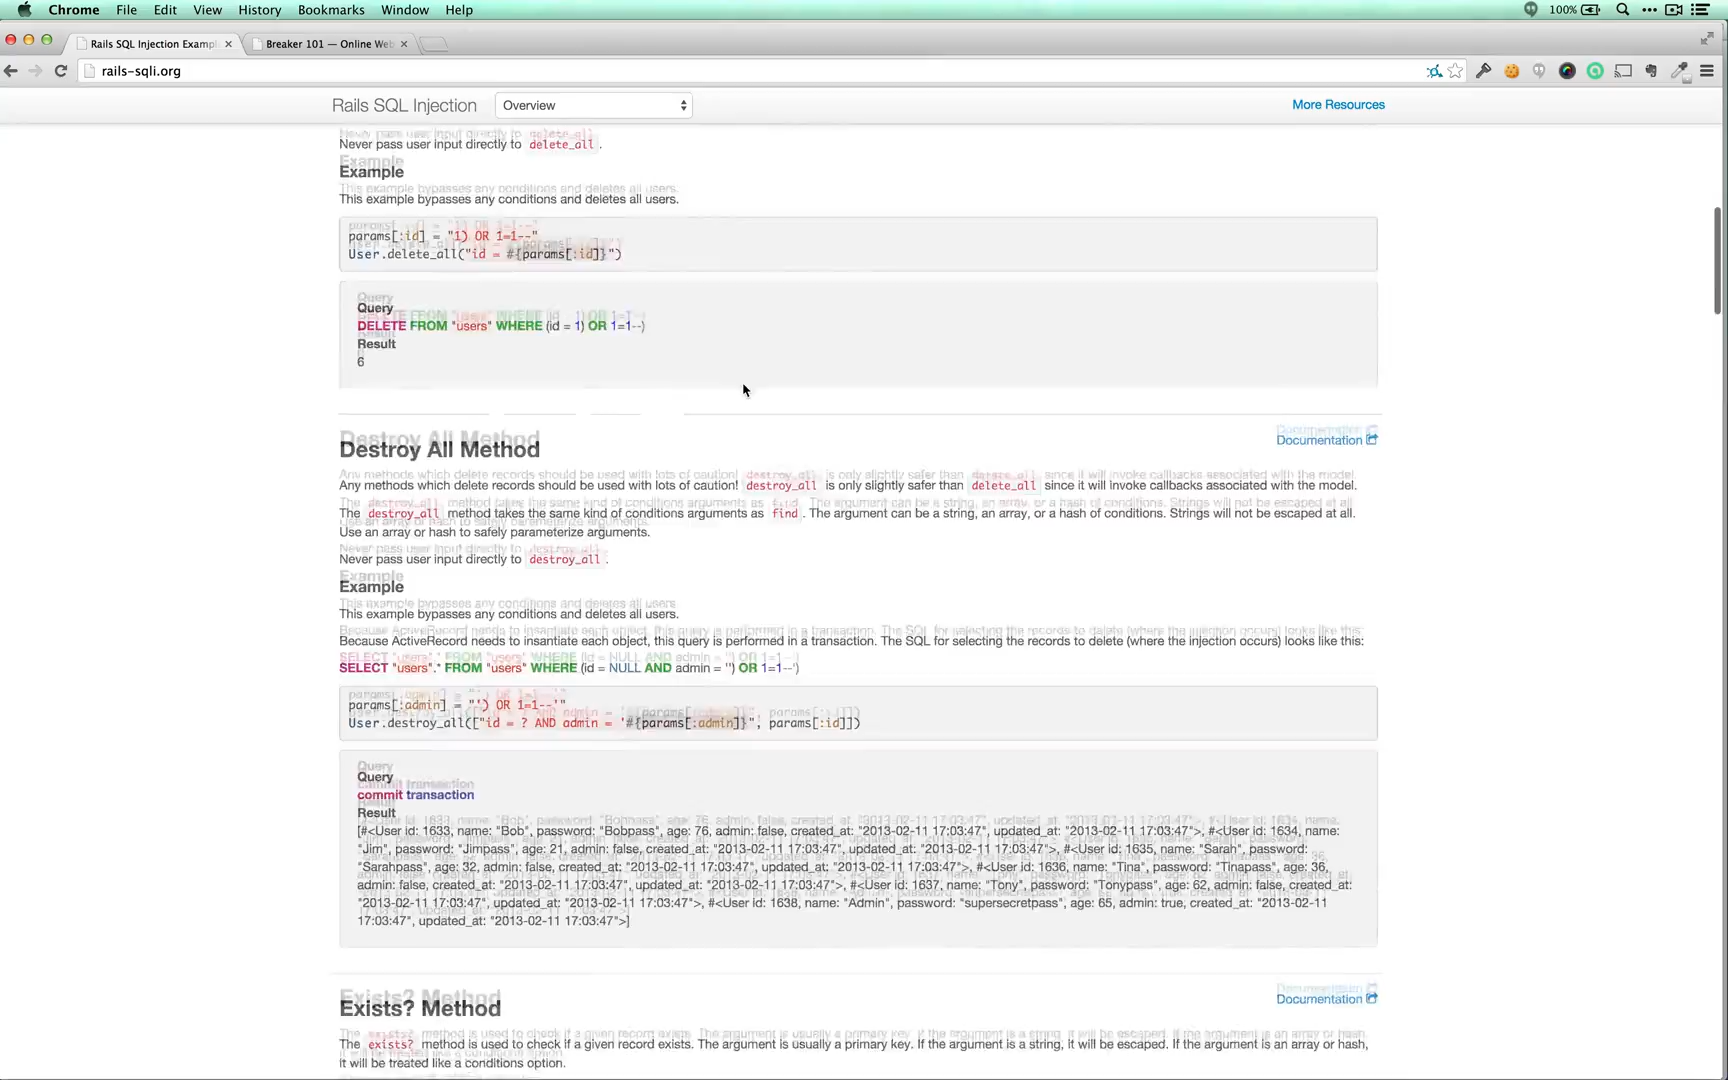 Chrome File Edit View History Bookmarks Window Help 100%
Rails SQL Injection Exampl Breaker 101 — Online Web
rails-sqli.org
Rails SQL Injection Overview More Resources
Never pass user input directly to delete_all .
Example
This example bypasses any conditions and deletes all users.
params[:id] = "1) OR 1=1--"
User.delete_all("id = #{params[:id]}")
Query
DELETE FROM "users" WHERE (id = 1) OR 1=1--)
Result
6
Destroy All Method Documentation
Any methods which delete records should be used with lots of caution! destroy_all is only slightly safer than delete_all since it will invoke callbacks associated with the model.
The destroy_all method takes the same kind of conditions arguments as find . The argument can be a string, an array, or a hash of conditions. Strings will not be escaped at all.
Use an array or hash to safely parameterize arguments.
Never pass user input directly to destroy_all .
Example
This example bypasses any conditions and deletes all users.
Because ActiveRecord needs to insantiate each object, this query is performed in a transaction. The SQL for selecting the records to delete (where the injection occurs) looks like this:
SELECT "users".* FROM "users" WHERE (id = NULL AND admin = '') OR 1=1--')
params[:admin] = "') OR 1=1--'"
User.destroy_all(["id = ? AND admin = '#{params[:admin]}", params[:id]])
Query
commit transaction
Result
[#<User id: 1633, name: "Bob", password: "Bobpass", age: 76, admin: false, created_at: "2013-02-11 17:03:47", updated_at: "2013-02-11 17:03:47">, #<User id: 1634, name:
"Jim", password: "Jimpass", age: 21, admin: false, created_at: "2013-02-11 17:03:47", updated_at: "2013-02-11 17:03:47">, #<User id: 1635, name: "Sarah", password:
"Sarahpass", age: 32, admin: false, created_at: "2013-02-11 17:03:47", updated_at: "2013-02-11 17:03:47">, #<User id: 1636, name: "Tina", password: "Tinapass", age: 36,
admin: false, created_at: "2013-02-11 17:03:47", updated_at: "2013-02-11 17:03:47">, #<User id: 1637, name: "Tony", password: "Tonypass", age: 62, admin: false, created_at:
"2013-02-11 17:03:47", updated_at: "2013-02-11 17:03:47">, #<User id: 1638, name: "Admin", password: "supersecretpass", age: 65, admin: true, created_at: "2013-02-11
17:03:47", updated_at: "2013-02-11 17:03:47">]
Exists? Method Documentation
The exists? method is used to check if a given record exists. The argument is usually a primary key. If the argument is a string, it will be escaped. If the argument is an array or hash,
it will be treated like a conditions option.